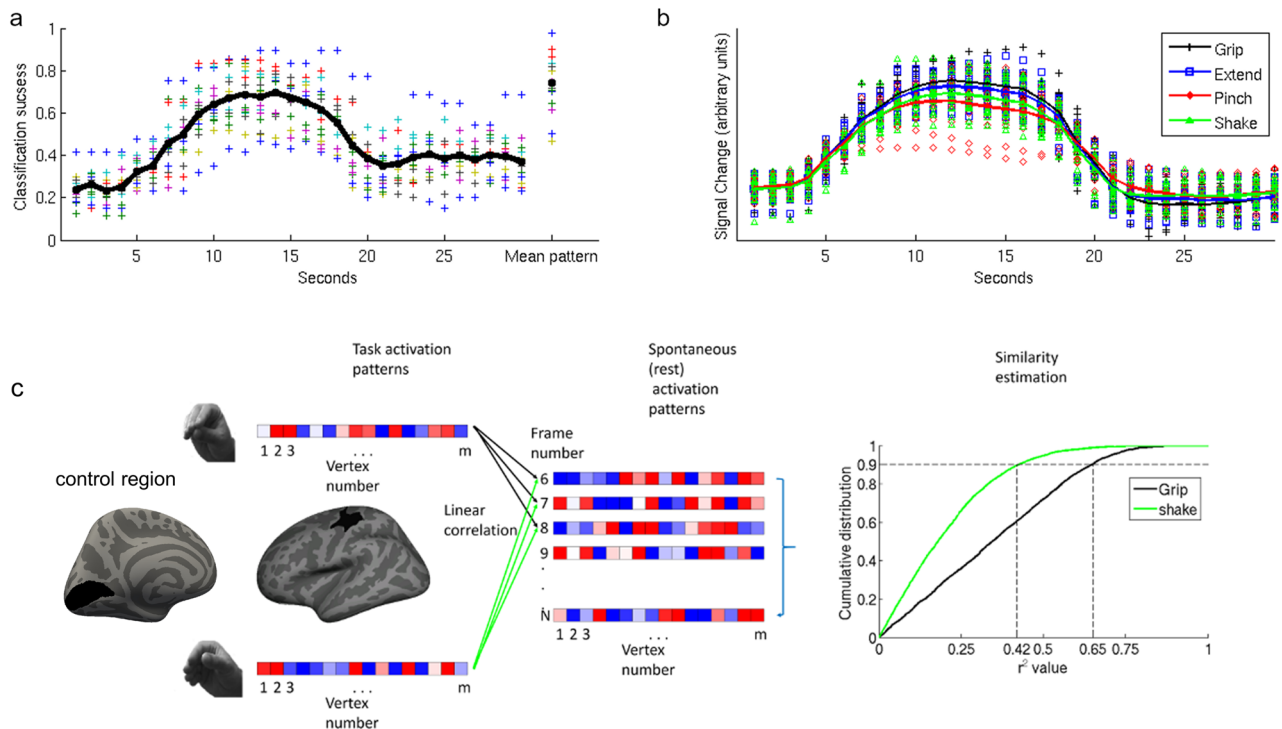 a
Classification sucsess
1
0.8
0.6
0.4
0.2
0
5
10
15
20
25
Mean pattern
Seconds
b
Signal Change (arbitrary units)
Grip
Extend
Pinch
Shake
5
10
15
20
25
Seconds
c
Task activation
patterns
Spontaneous
(rest)
activation
patterns
Similarity
estimation
1 2 3 . . . m
Vertex
number
control region
Linear
correlation
Frame
number
6
7
8
9
.
.
.
N
1 2 3 . . . m
Vertex
number
1 2 3 . . . m
Vertex
number
Cumulative distribution
1
0.9
0.8
0.6
0.4
0.2
0
Grip
shake
0 0.25 0.42 0.5 0.65 0.75 1
r² value